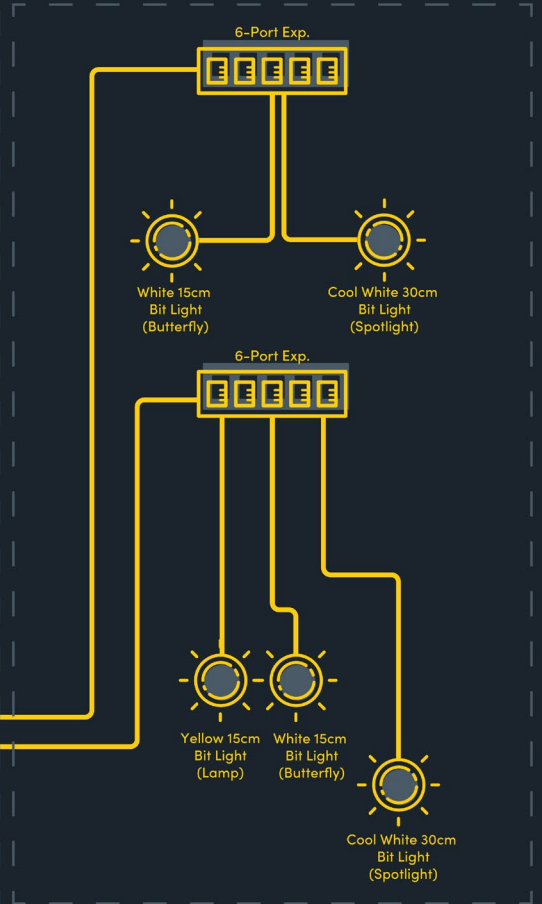 6-Port Exp.
White 15cm
Bit Light
(Butterfly)
Cool White 30cm
Bit Light
(Spotlight)
6-Port Exp.
Yellow 15cm
Bit Light
(Lamp)
White 15cm
Bit Light
(Butterfly)
Cool White 30cm
Bit Light
(Spotlight)